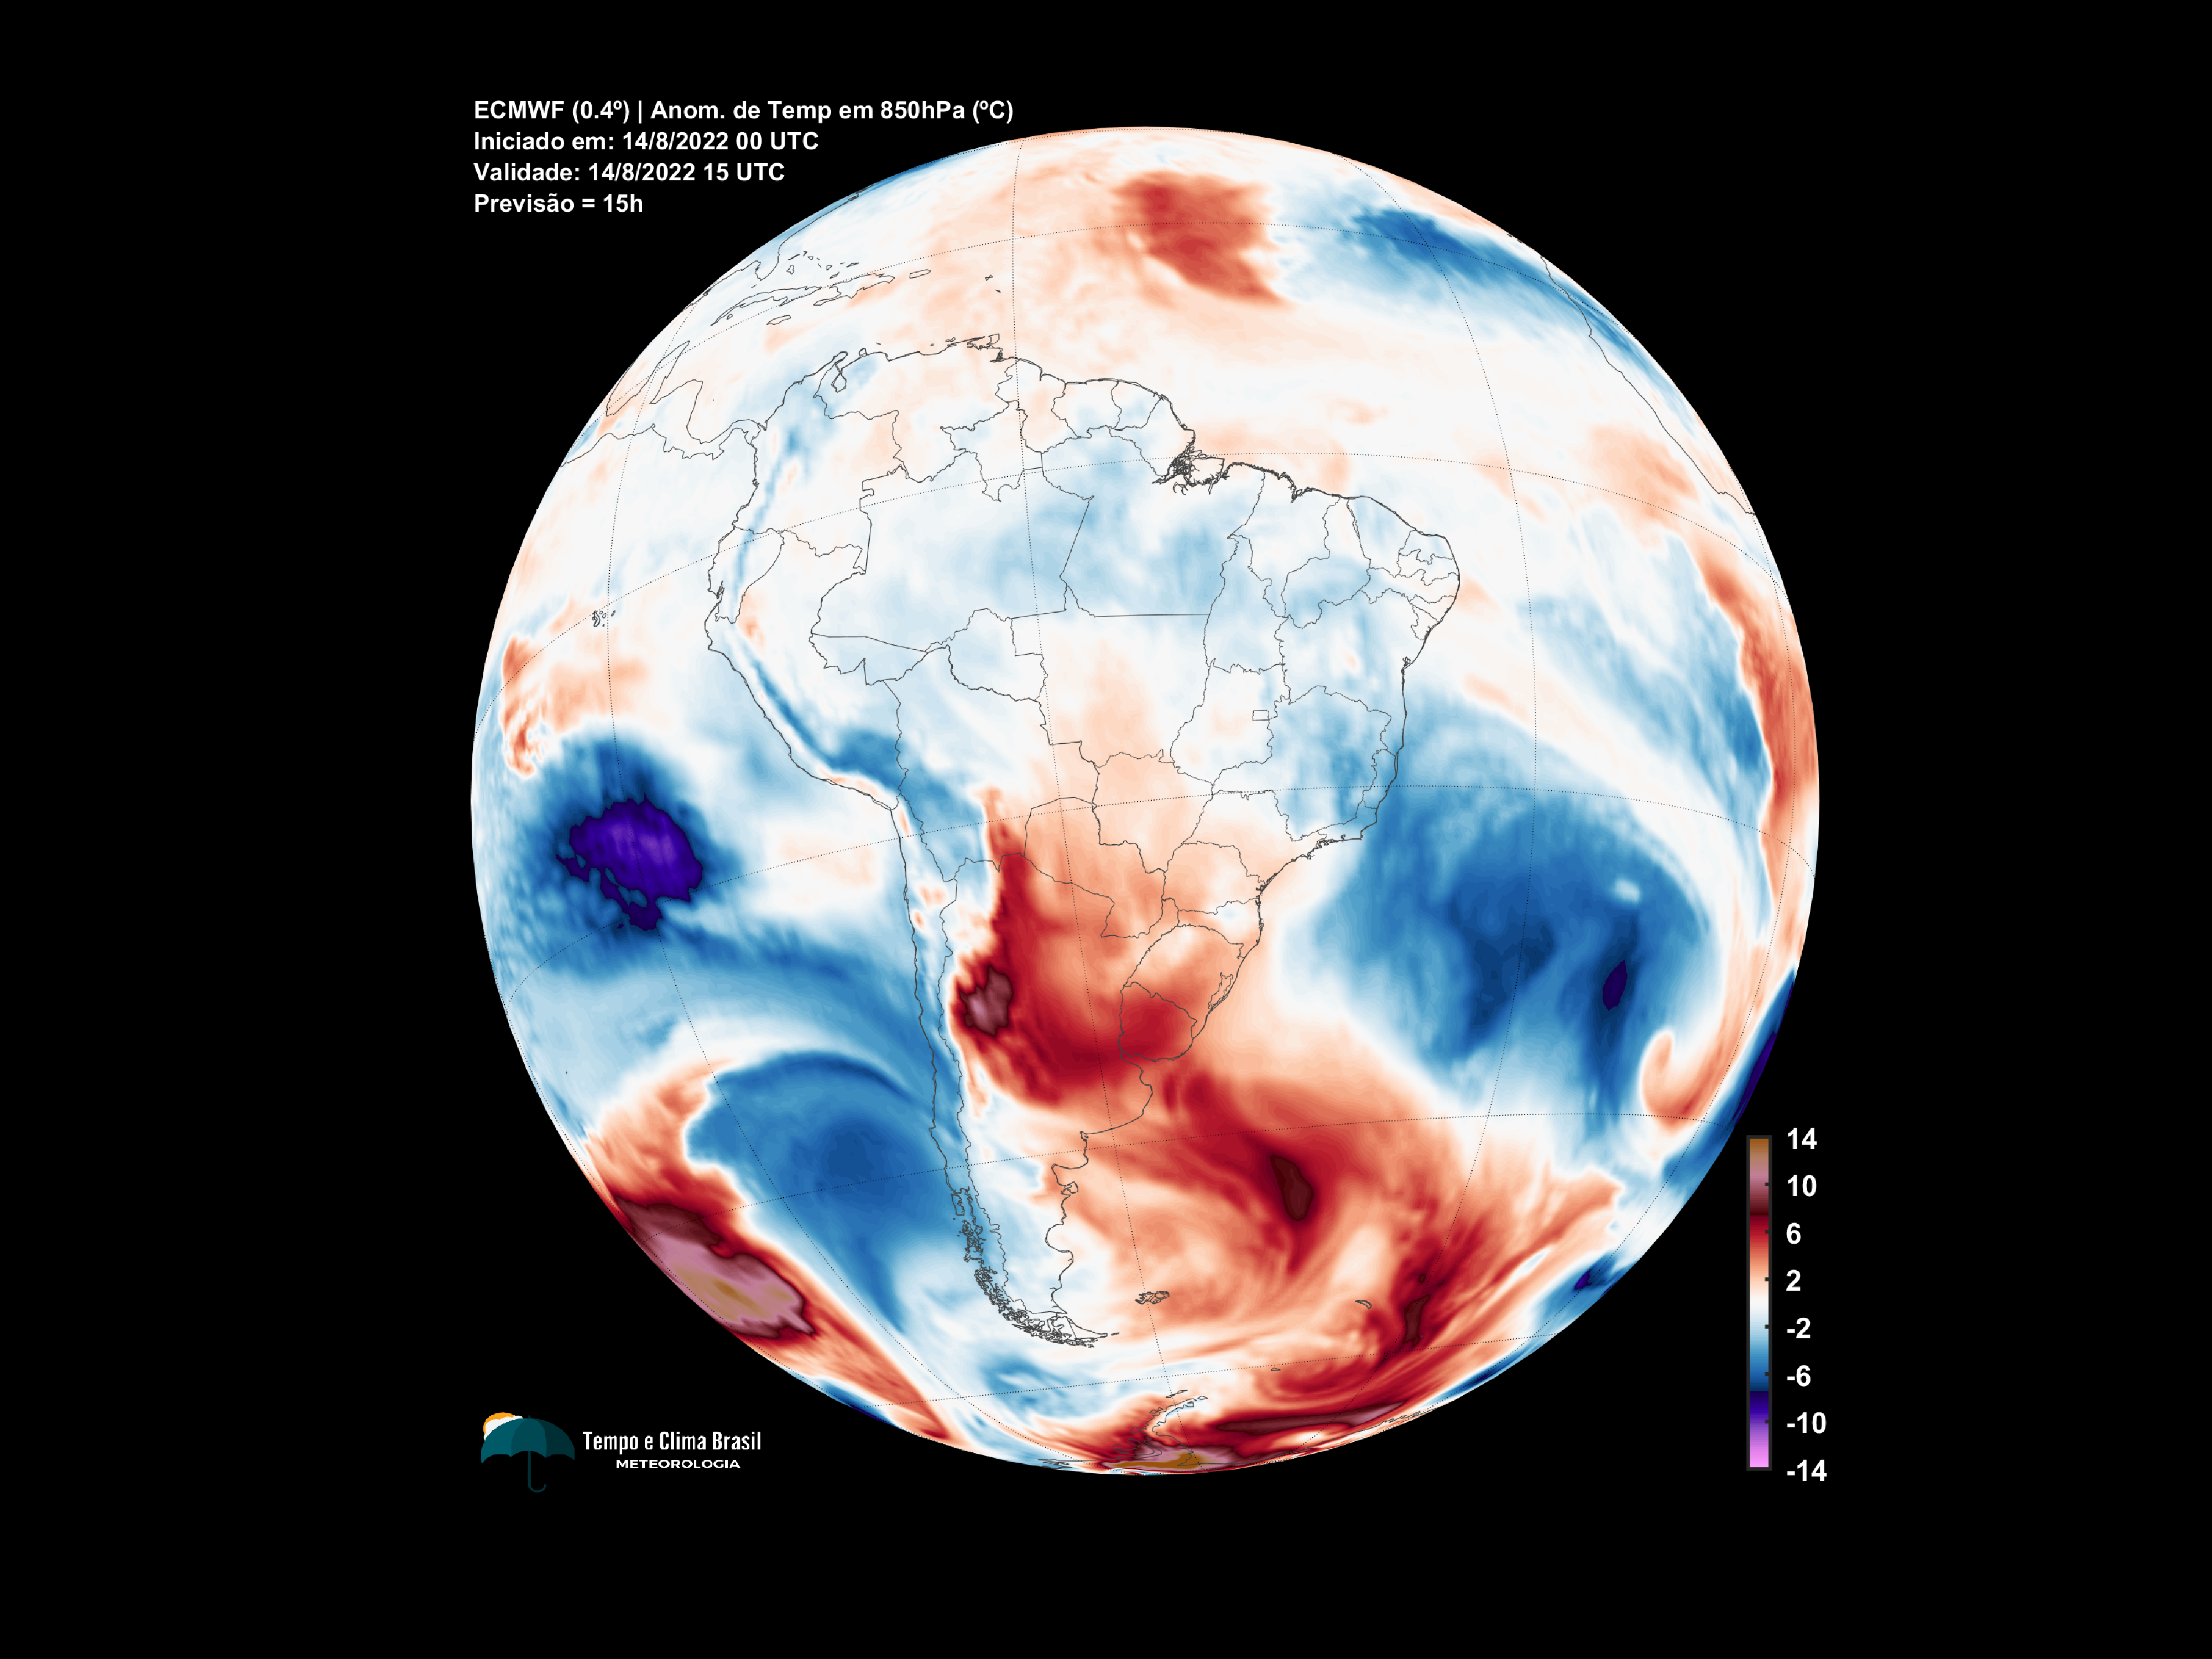 ECMWF (0.4º) | Anom. de Temp em 850hPa (ºC)
Iniciado em: 14/8/2022 00 UTC
Validade: 14/8/2022 15 UTC
Previsão = 15h
14
10
6
2
-2
-6
-10
-14
Tempo e Clima Brasil
METEOROLOGIA